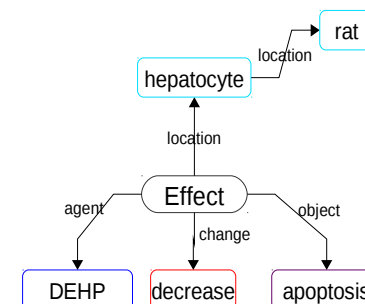 rat
location
hepatocyte
location
Effect
agent
object
change
DEHP
decrease
apoptosis